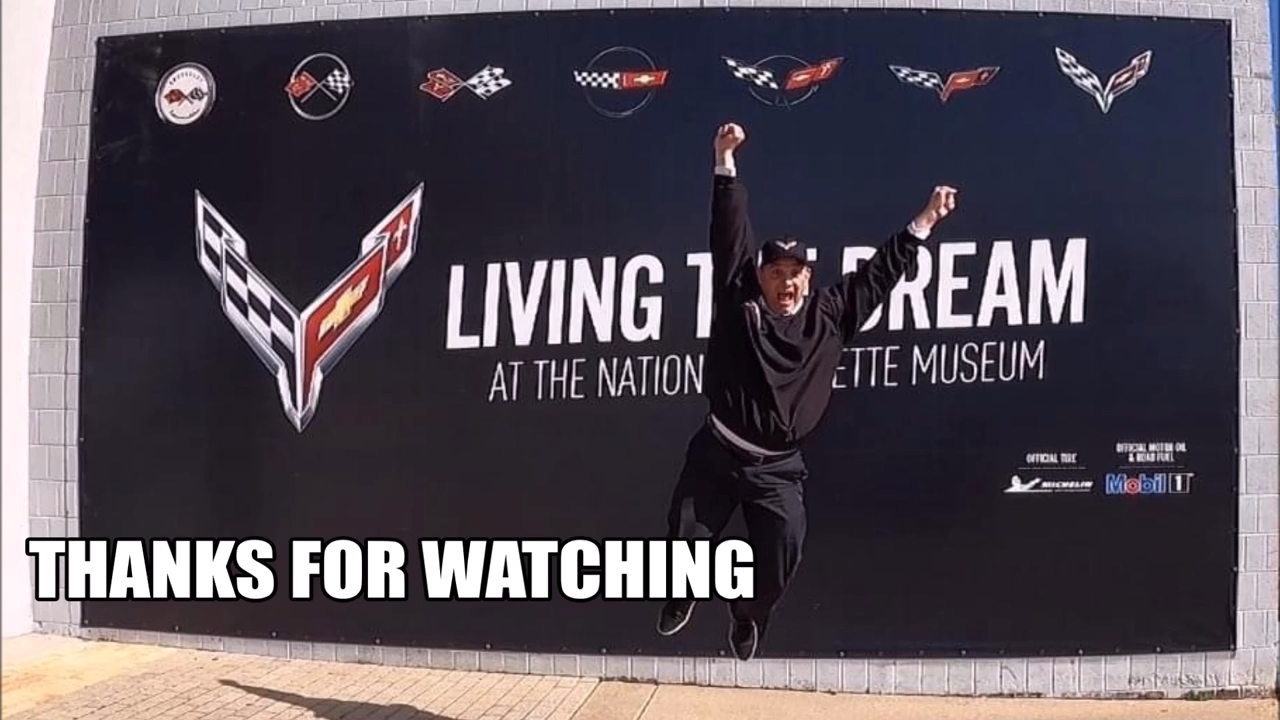 LIVING T DREAM
AT THE NATION ETTE MUSEUM
OFFICIAL TIRE
MICHELIN
OFFICIAL MOTOR OIL
& ROAD FUEL
Mobil 1
THANKS FOR WATCHING